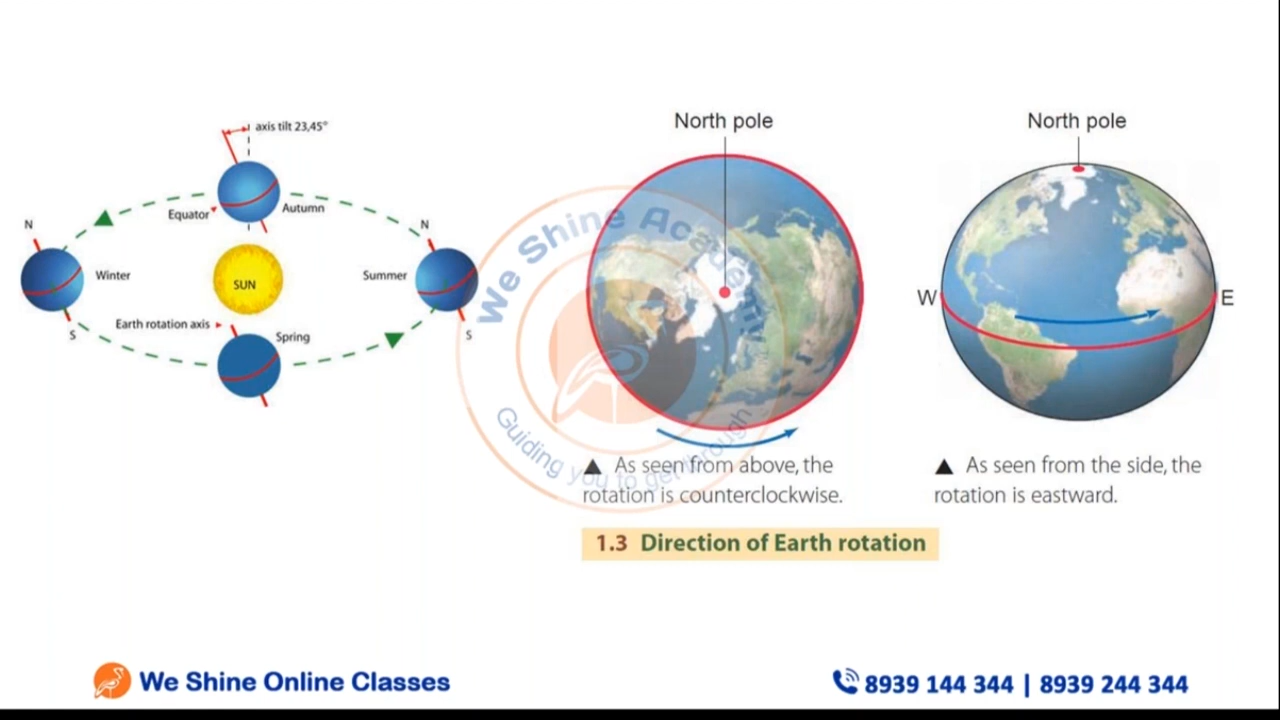 axis tilt 23,45°
Equator
Autumn
N
Winter
S
SUN
N
Summer
S
Earth rotation axis
Spring
North pole
▲ As seen from above, the
rotation is counterclockwise.
North pole
W
E
▲ As seen from the side, the
rotation is eastward.
1.3 Direction of Earth rotation
We Shine Academy
Guiding you to get through
We Shine Online Classes
8939 144 344 | 8939 244 344